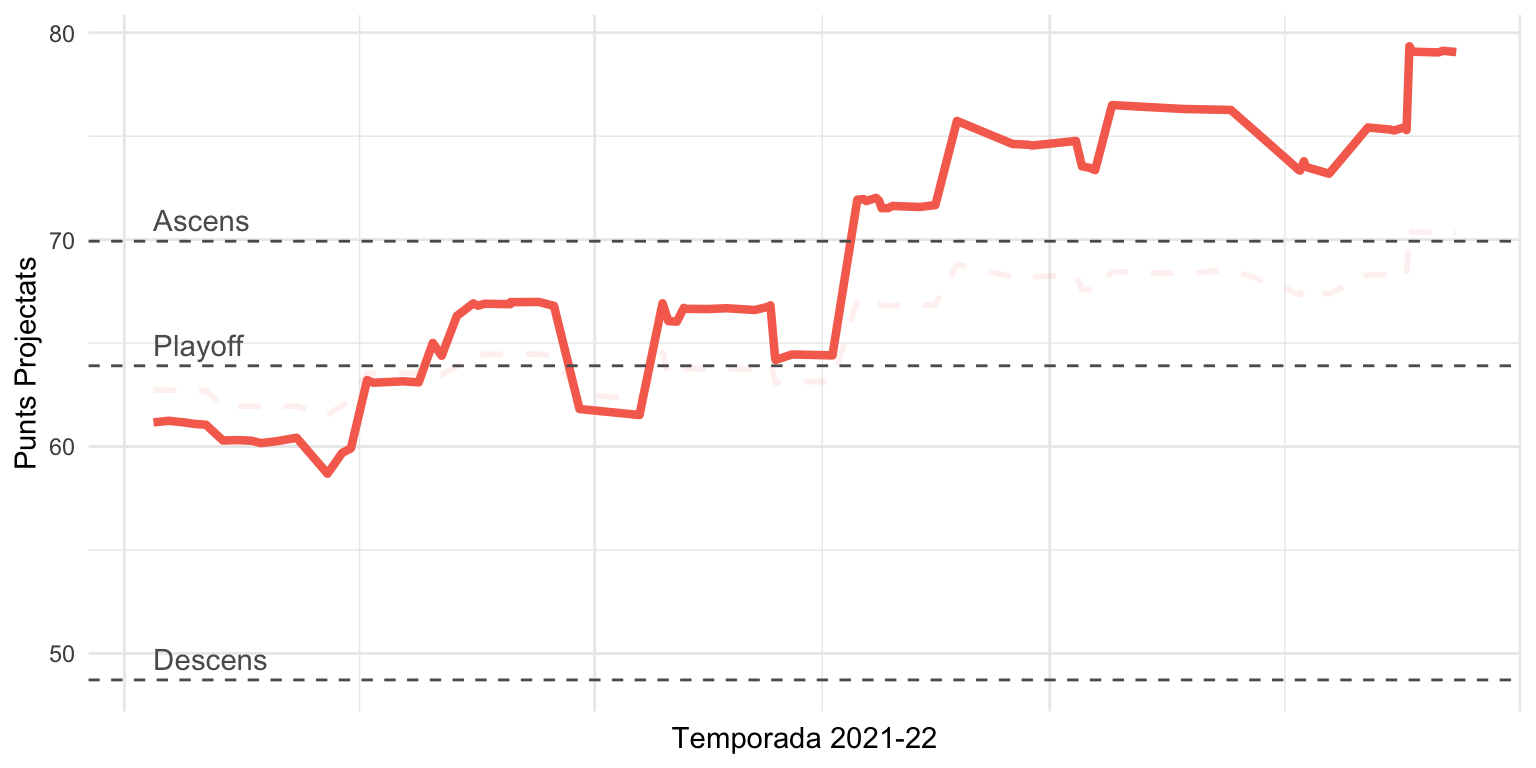 80
Ascens
70
Playoff
60
Descens
50
Punts Projectats
Temporada 2021-22